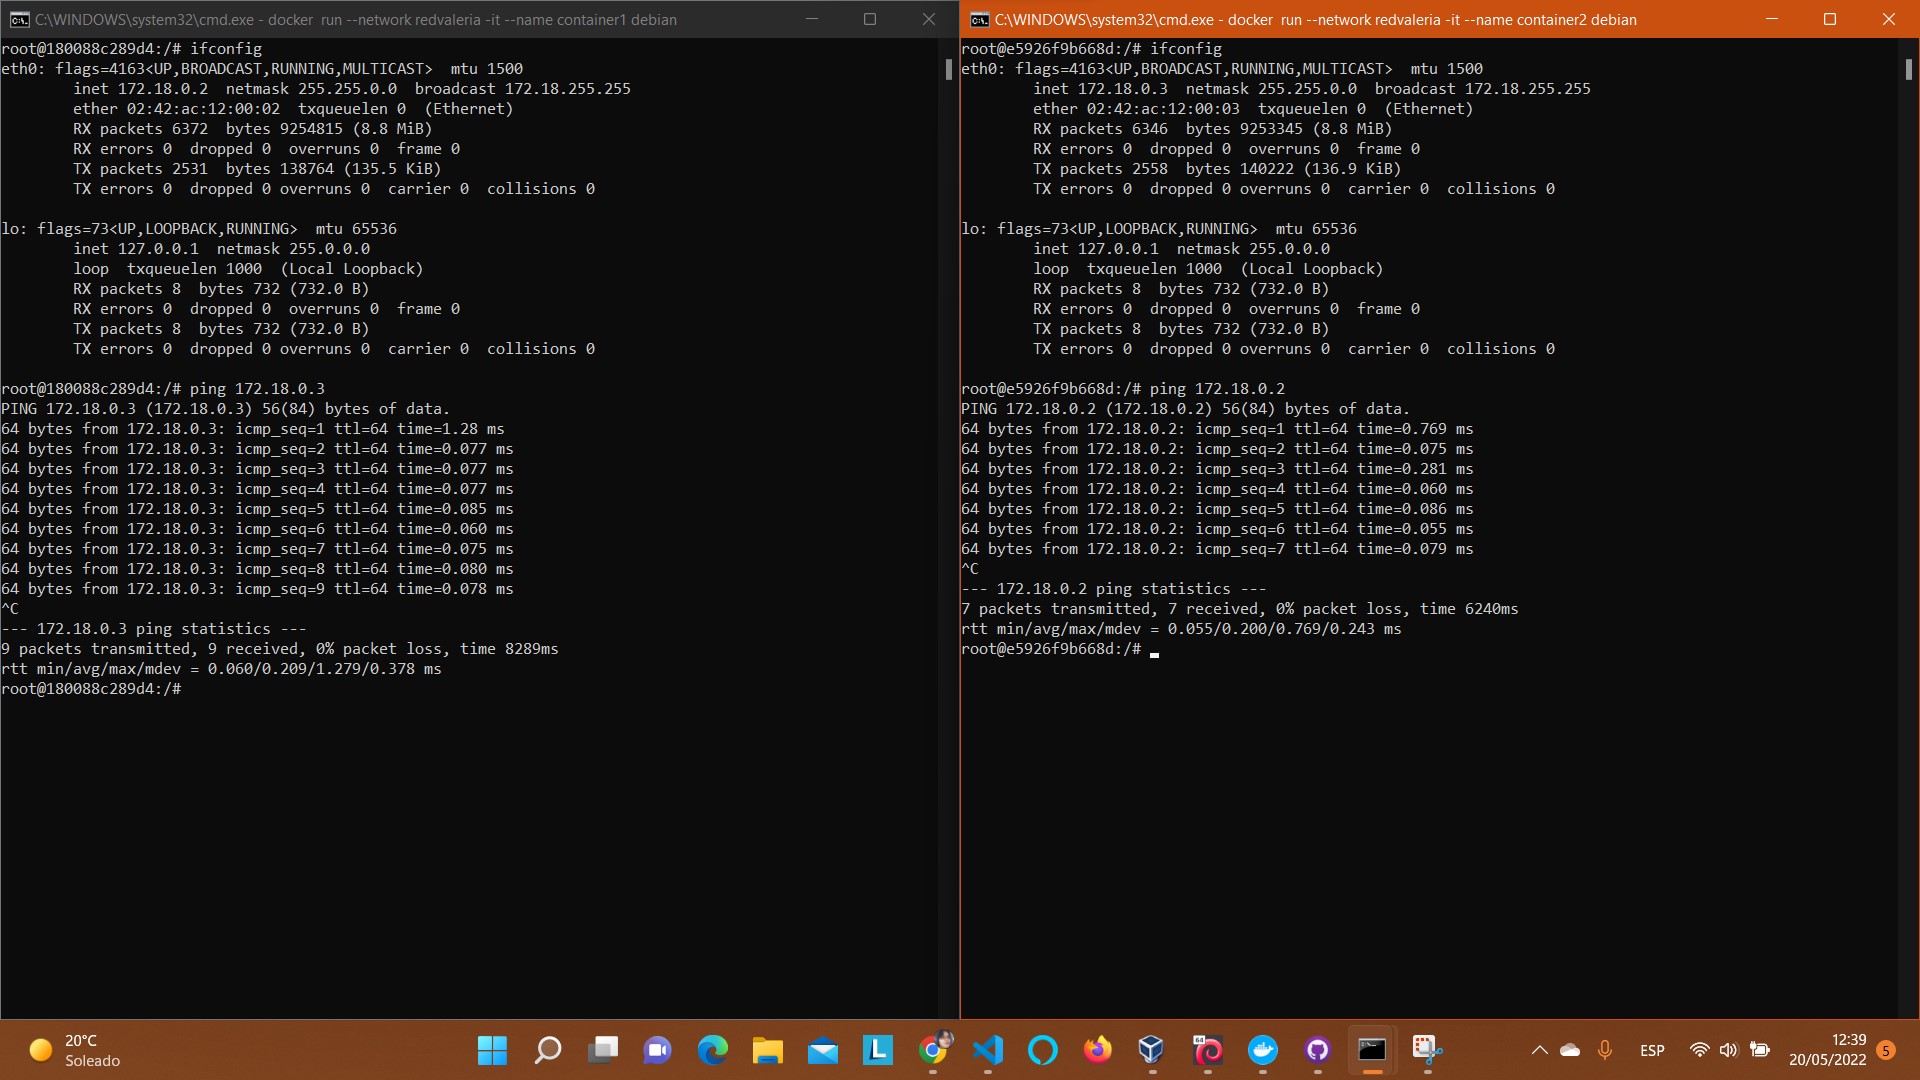 C:\WINDOWS\system32\cmd.exe - docker  run --network redvaleria -it --name container1 debian
root@180088c289d4:/# ifconfig
eth0: flags=4163<UP,BROADCAST,RUNNING,MULTICAST>  mtu 1500
        inet 172.18.0.2  netmask 255.255.0.0  broadcast 172.18.255.255
        ether 02:42:ac:12:00:02  txqueuelen 0  (Ethernet)
        RX packets 6372  bytes 9254815 (8.8 MiB)
        RX errors 0  dropped 0  overruns 0  frame 0
        TX packets 2531  bytes 138764 (135.5 KiB)
        TX errors 0  dropped 0 overruns 0  carrier 0  collisions 0

lo: flags=73<UP,LOOPBACK,RUNNING>  mtu 65536
        inet 127.0.0.1  netmask 255.0.0.0
        loop  txqueuelen 1000  (Local Loopback)
        RX packets 8  bytes 732 (732.0 B)
        RX errors 0  dropped 0  overruns 0  frame 0
        TX packets 8  bytes 732 (732.0 B)
        TX errors 0  dropped 0 overruns 0  carrier 0  collisions 0

root@180088c289d4:/# ping 172.18.0.3
PING 172.18.0.3 (172.18.0.3) 56(84) bytes of data.
64 bytes from 172.18.0.3: icmp_seq=1 ttl=64 time=1.28 ms
64 bytes from 172.18.0.3: icmp_seq=2 ttl=64 time=0.077 ms
64 bytes from 172.18.0.3: icmp_seq=3 ttl=64 time=0.077 ms
64 bytes from 172.18.0.3: icmp_seq=4 ttl=64 time=0.077 ms
64 bytes from 172.18.0.3: icmp_seq=5 ttl=64 time=0.085 ms
64 bytes from 172.18.0.3: icmp_seq=6 ttl=64 time=0.060 ms
64 bytes from 172.18.0.3: icmp_seq=7 ttl=64 time=0.075 ms
64 bytes from 172.18.0.3: icmp_seq=8 ttl=64 time=0.080 ms
64 bytes from 172.18.0.3: icmp_seq=9 ttl=64 time=0.078 ms
^C
--- 172.18.0.3 ping statistics ---
9 packets transmitted, 9 received, 0% packet loss, time 8289ms
rtt min/avg/max/mdev = 0.060/0.209/1.279/0.378 ms
root@180088c289d4:/#
C:\WINDOWS\system32\cmd.exe - docker  run --network redvaleria -it --name container2 debian
root@e5926f9b668d:/# ifconfig
eth0: flags=4163<UP,BROADCAST,RUNNING,MULTICAST>  mtu 1500
        inet 172.18.0.3  netmask 255.255.0.0  broadcast 172.18.255.255
        ether 02:42:ac:12:00:03  txqueuelen 0  (Ethernet)
        RX packets 6346  bytes 9253345 (8.8 MiB)
        RX errors 0  dropped 0  overruns 0  frame 0
        TX packets 2558  bytes 140222 (136.9 KiB)
        TX errors 0  dropped 0 overruns 0  carrier 0  collisions 0

lo: flags=73<UP,LOOPBACK,RUNNING>  mtu 65536
        inet 127.0.0.1  netmask 255.0.0.0
        loop  txqueuelen 1000  (Local Loopback)
        RX packets 8  bytes 732 (732.0 B)
        RX errors 0  dropped 0  overruns 0  frame 0
        TX packets 8  bytes 732 (732.0 B)
        TX errors 0  dropped 0 overruns 0  carrier 0  collisions 0

root@e5926f9b668d:/# ping 172.18.0.2
PING 172.18.0.2 (172.18.0.2) 56(84) bytes of data.
64 bytes from 172.18.0.2: icmp_seq=1 ttl=64 time=0.769 ms
64 bytes from 172.18.0.2: icmp_seq=2 ttl=64 time=0.075 ms
64 bytes from 172.18.0.2: icmp_seq=3 ttl=64 time=0.281 ms
64 bytes from 172.18.0.2: icmp_seq=4 ttl=64 time=0.060 ms
64 bytes from 172.18.0.2: icmp_seq=5 ttl=64 time=0.086 ms
64 bytes from 172.18.0.2: icmp_seq=6 ttl=64 time=0.055 ms
64 bytes from 172.18.0.2: icmp_seq=7 ttl=64 time=0.079 ms
^C
--- 172.18.0.2 ping statistics ---
7 packets transmitted, 7 received, 0% packet loss, time 6240ms
rtt min/avg/max/mdev = 0.055/0.200/0.769/0.243 ms
root@e5926f9b668d:/#
20°C
Soleado
L
64
ESP
12:39
20/05/2022
5